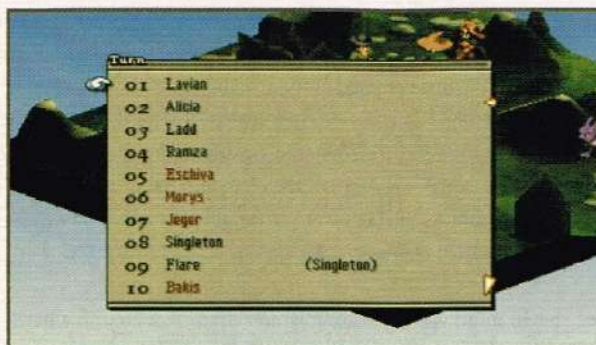 Turn
01 Lavian
02 Alicia
03 Ladd
04 Ramza
05 Eschiva
06 Morys
07 Jeger
08 Singleton
09 Flare (Singleton)
10 Bakis